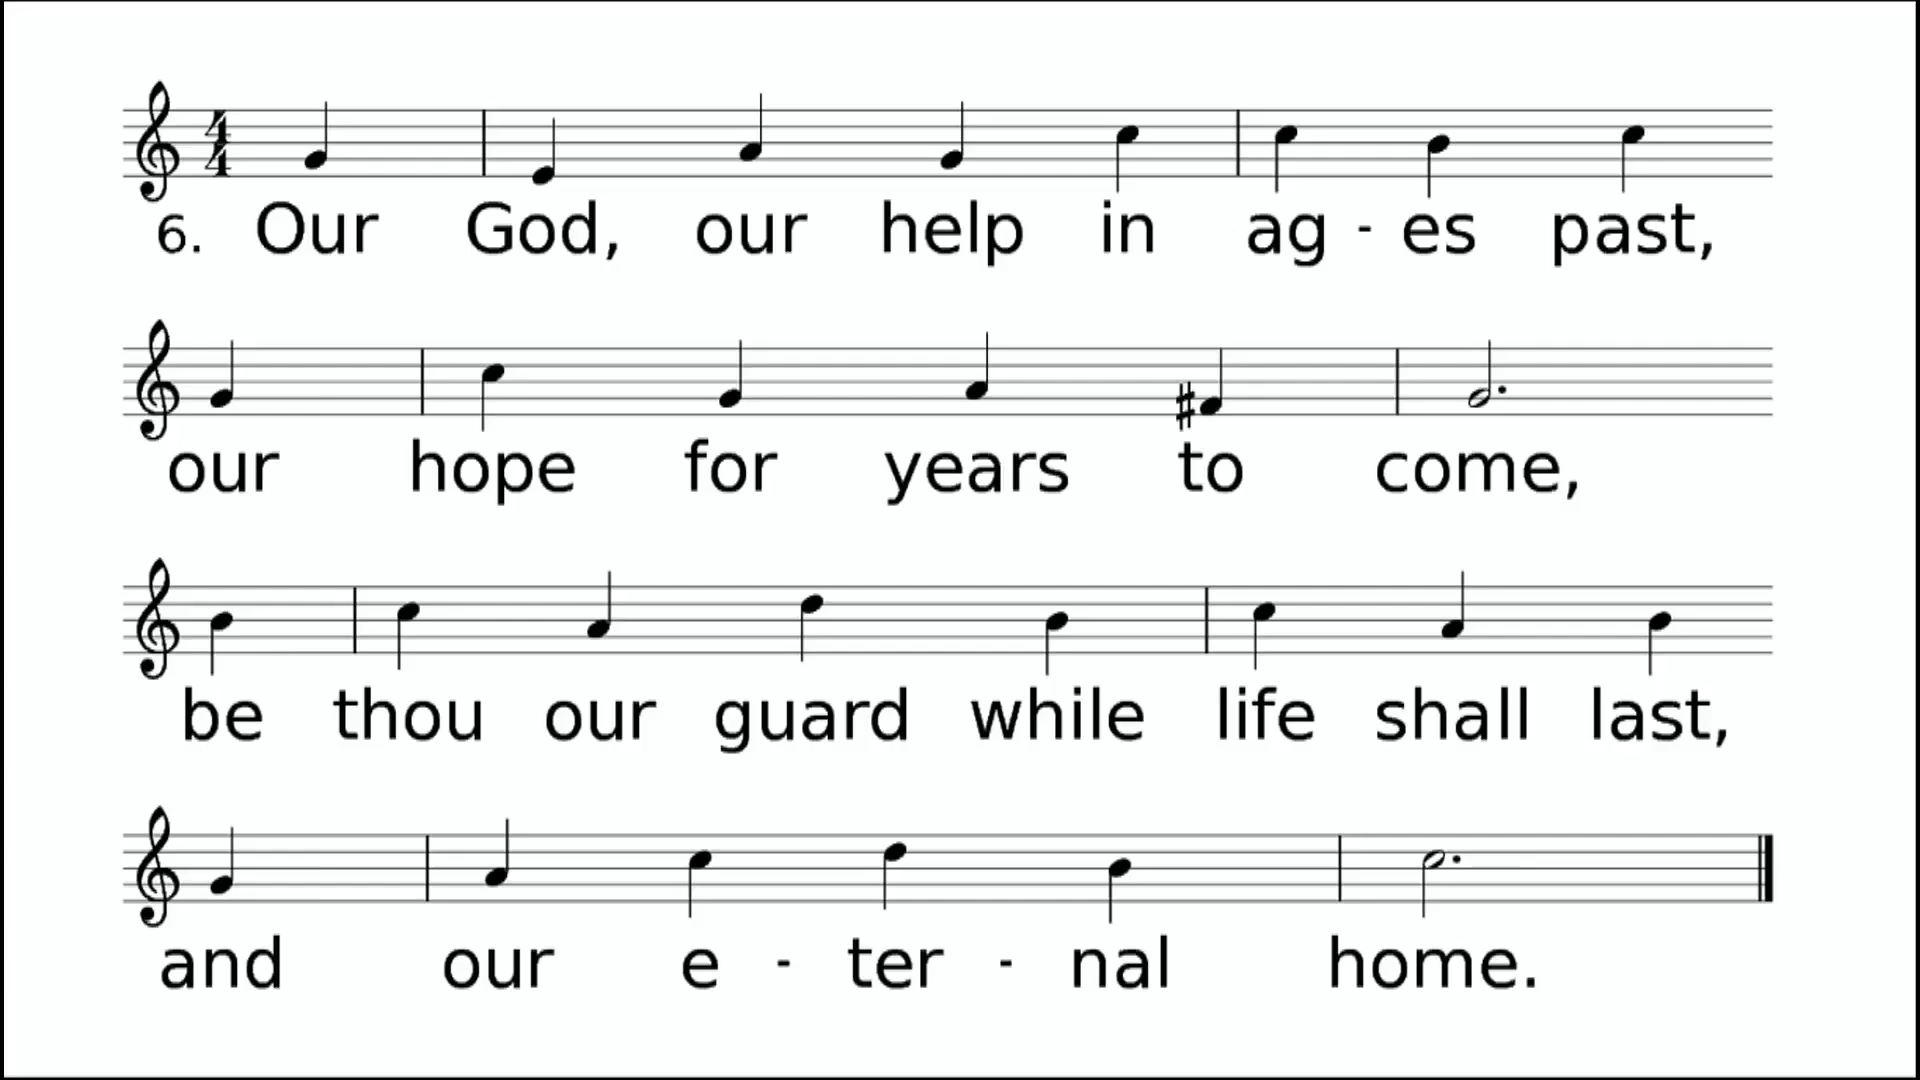 6. Our God, our help in ag - es past,
our hope for years to come,
be thou our guard while life shall last,
and our e - ter - nal home.